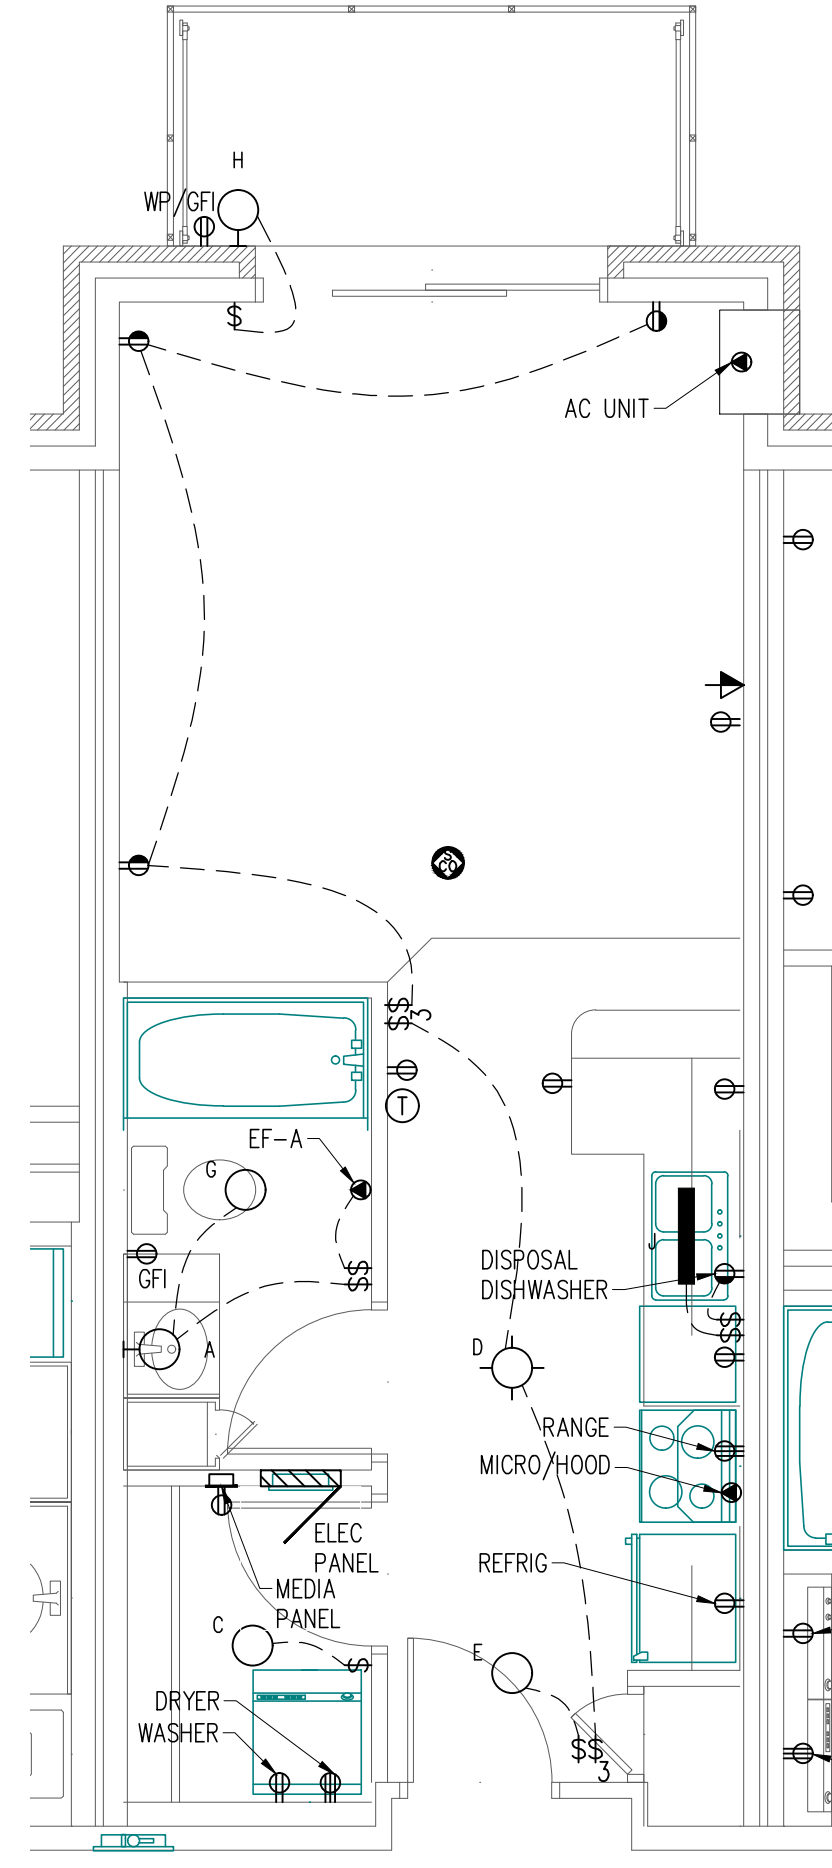 H
WP/GFI
$
AC UNIT
S
CO
$$
3
T
EF-A
G
$$
GFI
J
DISPOSAL
DISHWASHER
$$
D
A
RANGE
MICRO/HOOD
ELEC
PANEL
REFRIG
MEDIA
PANEL
C
$
E
DRYER
WASHER
$$
3